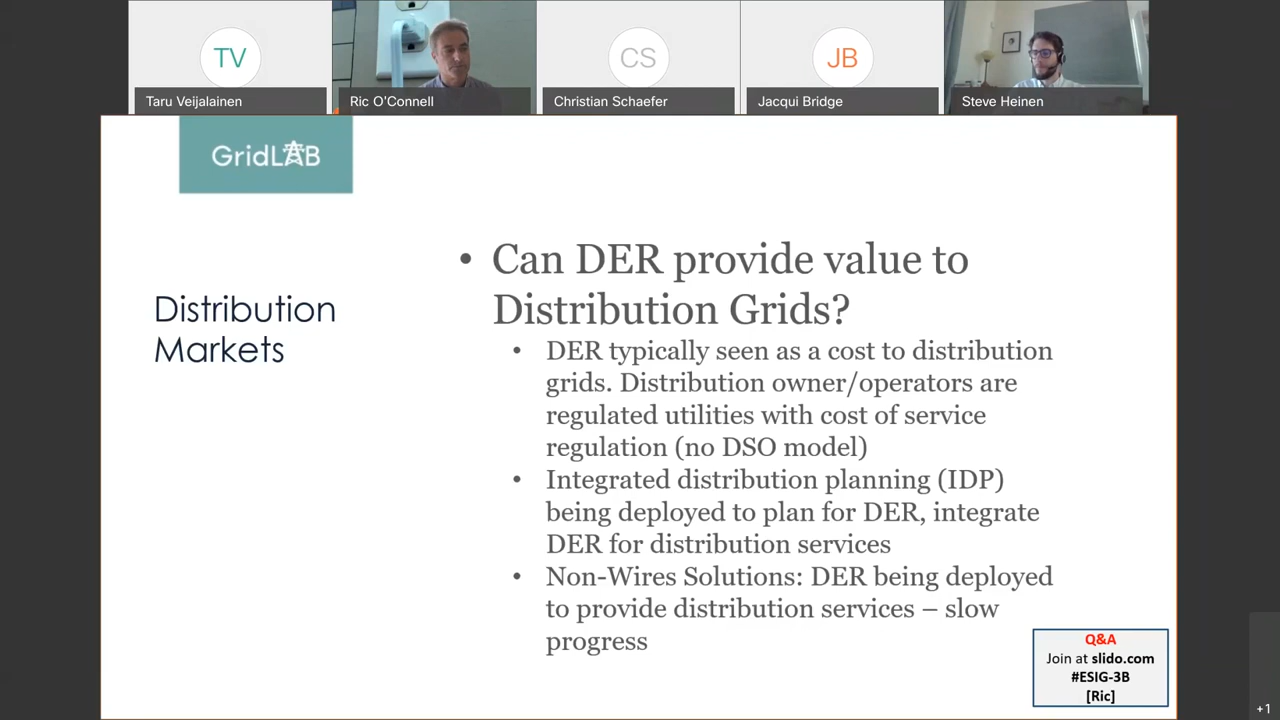 TV
CS
JB
Taru Veijalainen
Ric O'Connell
Christian Schaefer
Jacqui Bridge
Steve Heinen
GridLAB
Distribution
Markets
• Can DER provide value to
Distribution Grids?
• DER typically seen as a cost to distribution
grids. Distribution owner/operators are
regulated utilities with cost of service
regulation (no DSO model)
• Integrated distribution planning (IDP)
being deployed to plan for DER, integrate
DER for distribution services
• Non-Wires Solutions: DER being deployed
to provide distribution services – slow
progress
Q&A
Join at slido.com
#ESIG-3B
[Ric]
+1